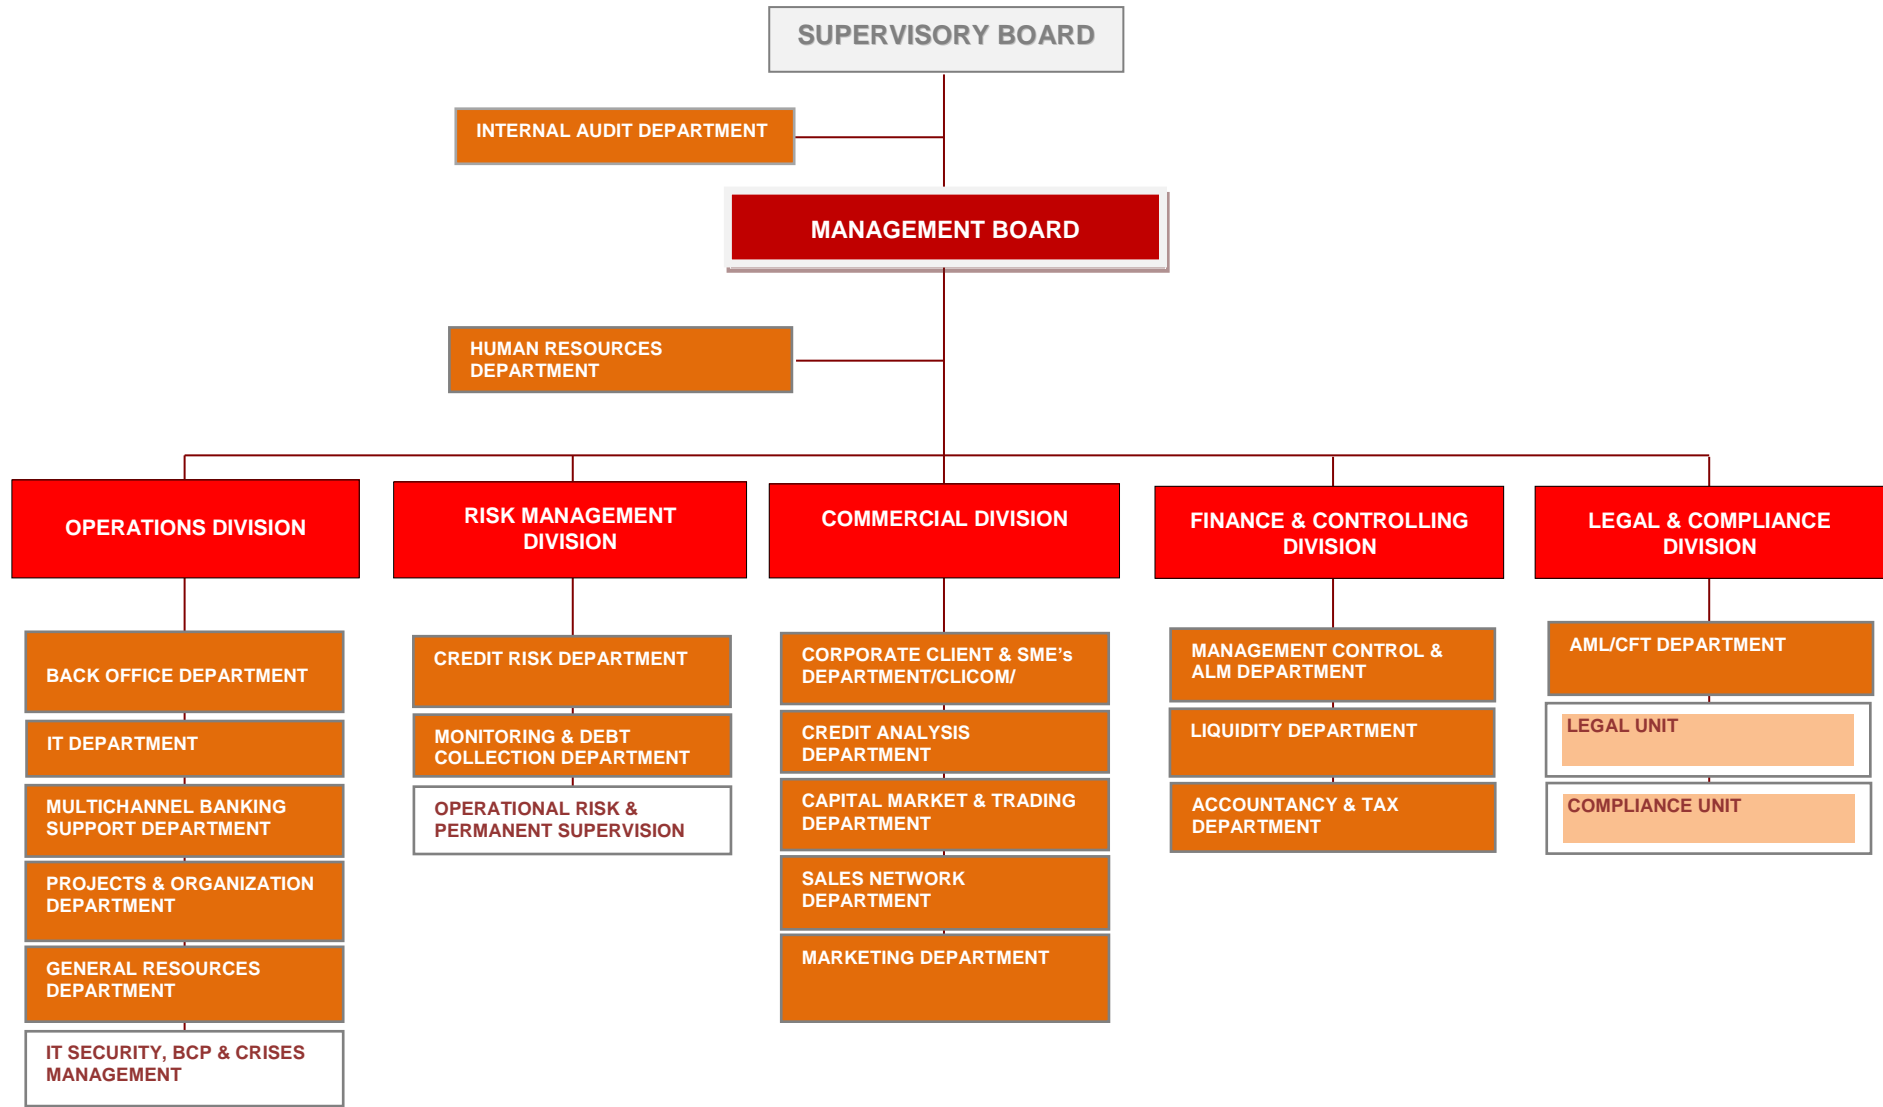 SUPERVISORY BOARD
INTERNAL AUDIT DEPARTMENT
MANAGEMENT BOARD
HUMAN RESOURCES
DEPARTMENT
OPERATIONS DIVISION
RISK MANAGEMENT
DIVISION
COMMERCIAL DIVISION
FINANCE & CONTROLLING
DIVISION
LEGAL & COMPLIANCE
DIVISION
BACK OFFICE DEPARTMENT
IT DEPARTMENT
MULTICHANNEL BANKING
SUPPORT DEPARTMENT
PROJECTS & ORGANIZATION
DEPARTMENT
GENERAL RESOURCES
DEPARTMENT
IT SECURITY, BCP & CRISES
MANAGEMENT
CREDIT RISK DEPARTMENT
MONITORING & DEBT
COLLECTION DEPARTMENT
OPERATIONAL RISK &
PERMANENT SUPERVISION
CORPORATE CLIENT & SME's
DEPARTMENT/CLICOM/
CREDIT ANALYSIS
DEPARTMENT
CAPITAL MARKET & TRADING
DEPARTMENT
SALES NETWORK
DEPARTMENT
MARKETING DEPARTMENT
MANAGEMENT CONTROL &
ALM DEPARTMENT
LIQUIDITY DEPARTMENT
ACCOUNTANCY & TAX
DEPARTMENT
AML/CFT DEPARTMENT
LEGAL UNIT
COMPLIANCE UNIT